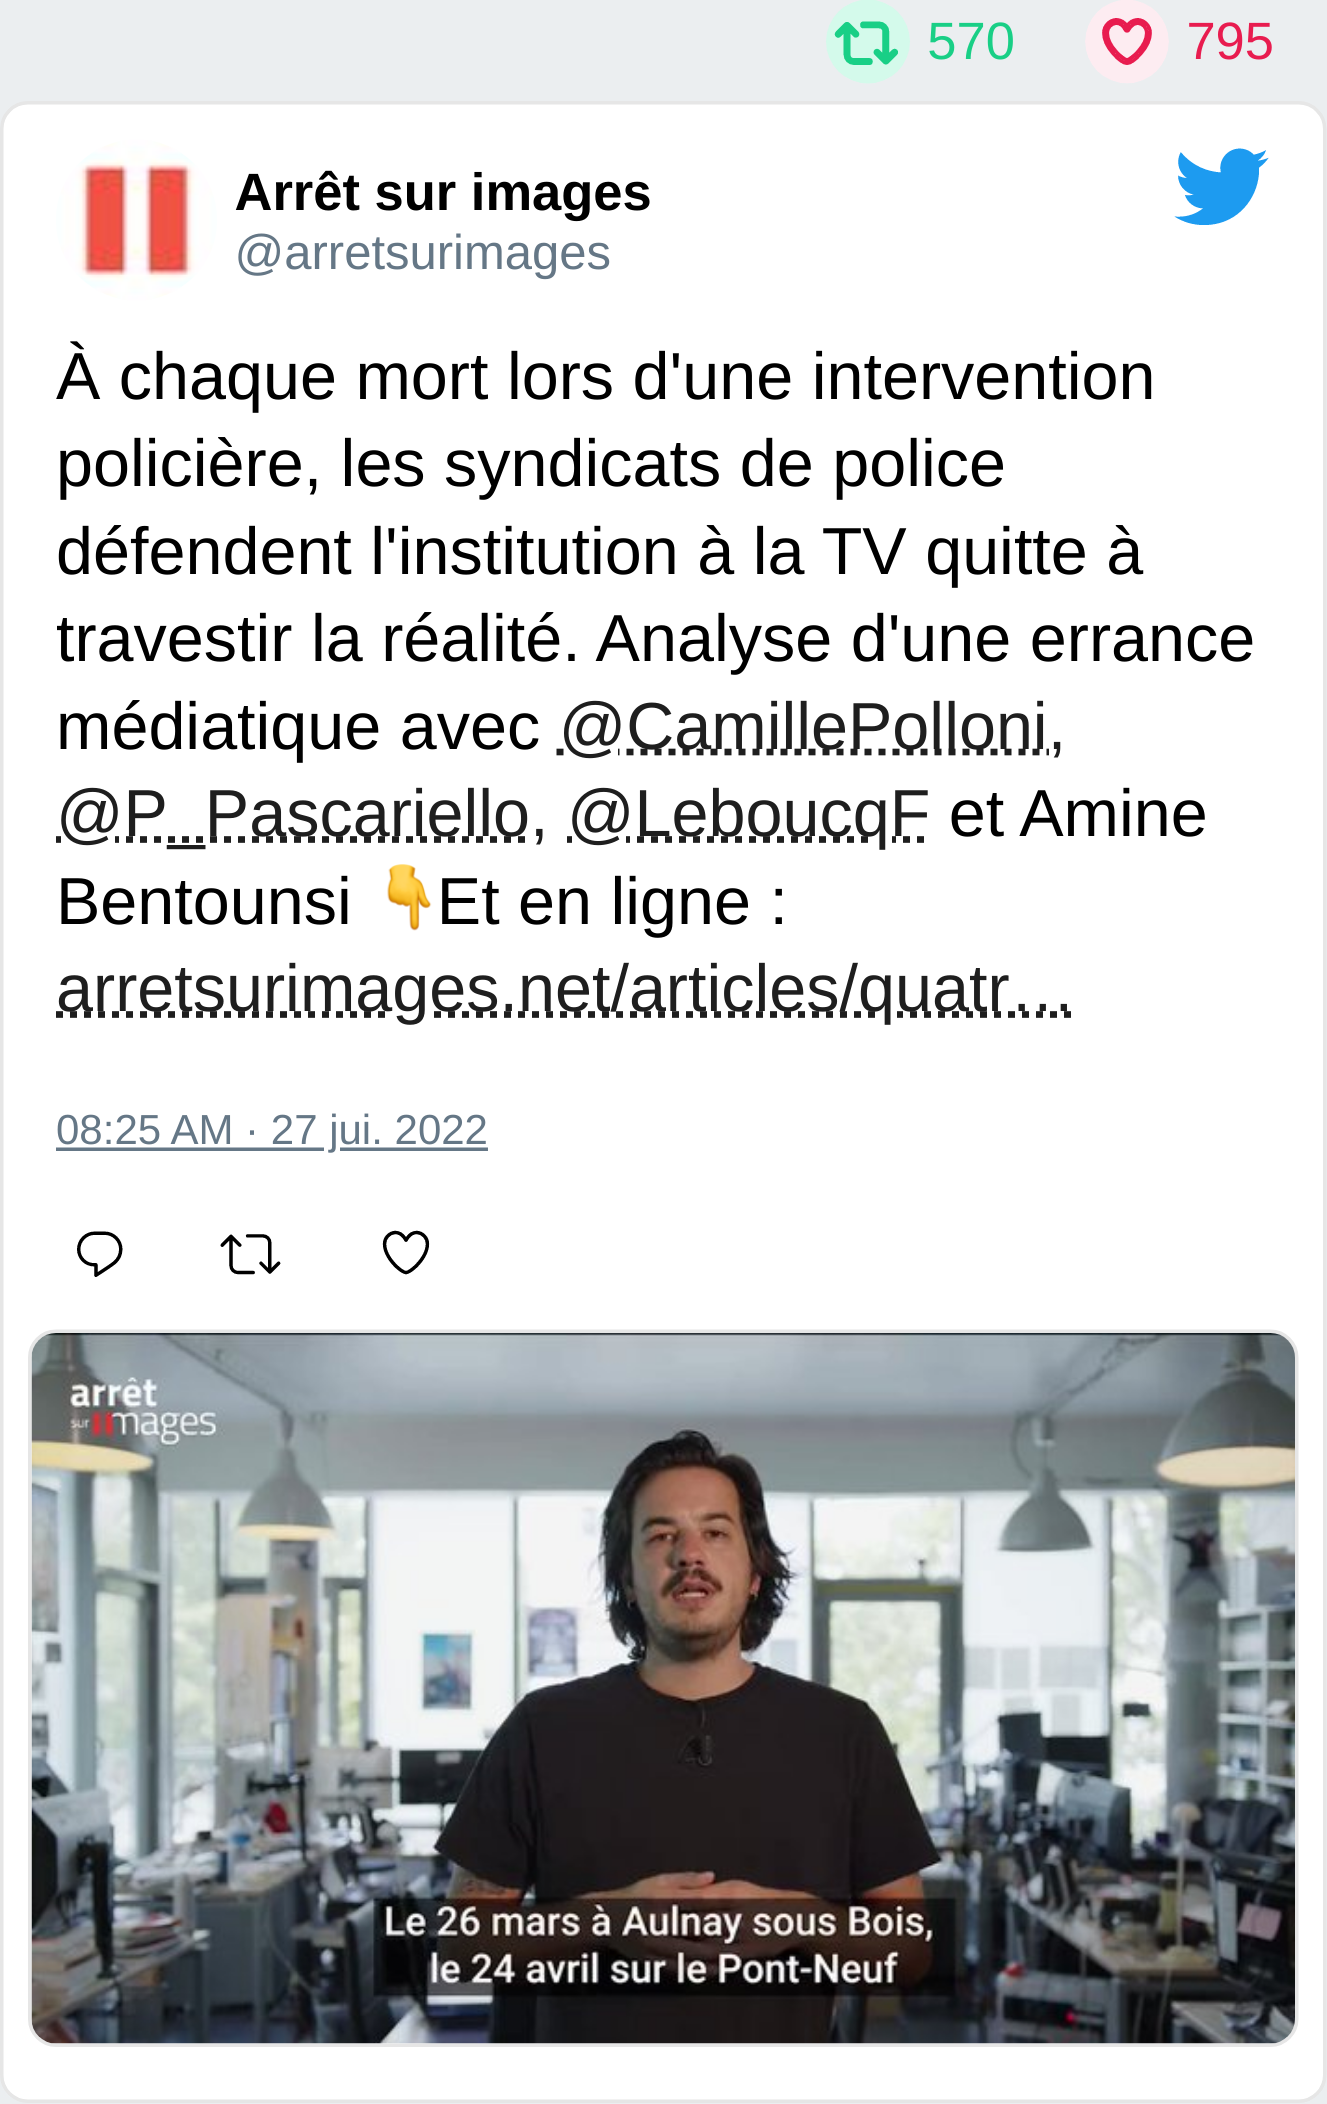 570 795
Arrêt sur images
@arretsurimages
À chaque mort lors d'une intervention
policière, les syndicats de police
défendent l'institution à la TV quitte à
travestir la réalité. Analyse d'une errance
médiatique avec @CamillePolloni,
@P_Pascariello, @LeboucqF et Amine
Bentounsi 👇Et en ligne :
arretsurimages.net/articles/quatr…
08:25 AM · 27 jui. 2022
arrêt
sur images
Le 26 mars à Aulnay sous Bois,
le 24 avril sur le Pont-Neuf